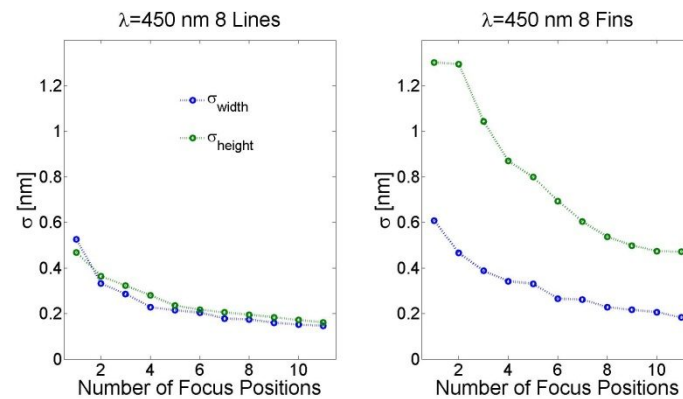 λ=450 nm 8 Lines
σ [nm]
1.2
1
0.8
0.6
0.4
0.2
0
σwidth
σheight
2 4 6 8 10
Number of Focus Positions
λ=450 nm 8 Fins
σ [nm]
1.2
1
0.8
0.6
0.4
0.2
0
2 4 6 8 10
Number of Focus Positions